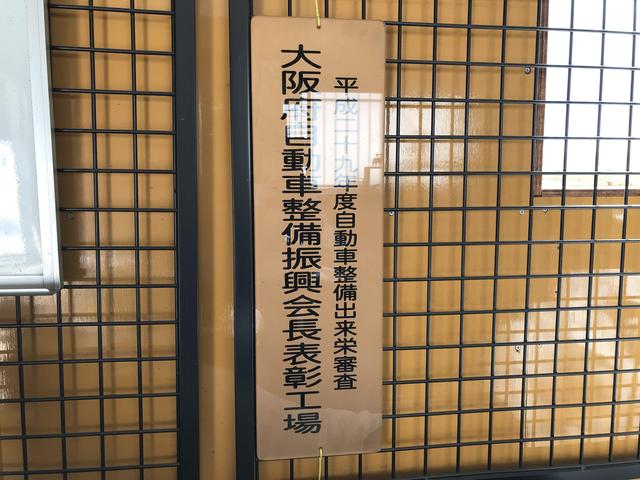 平成二十九年度自動車整備出来栄審査
大阪府自動車整備振興会長表彰工場